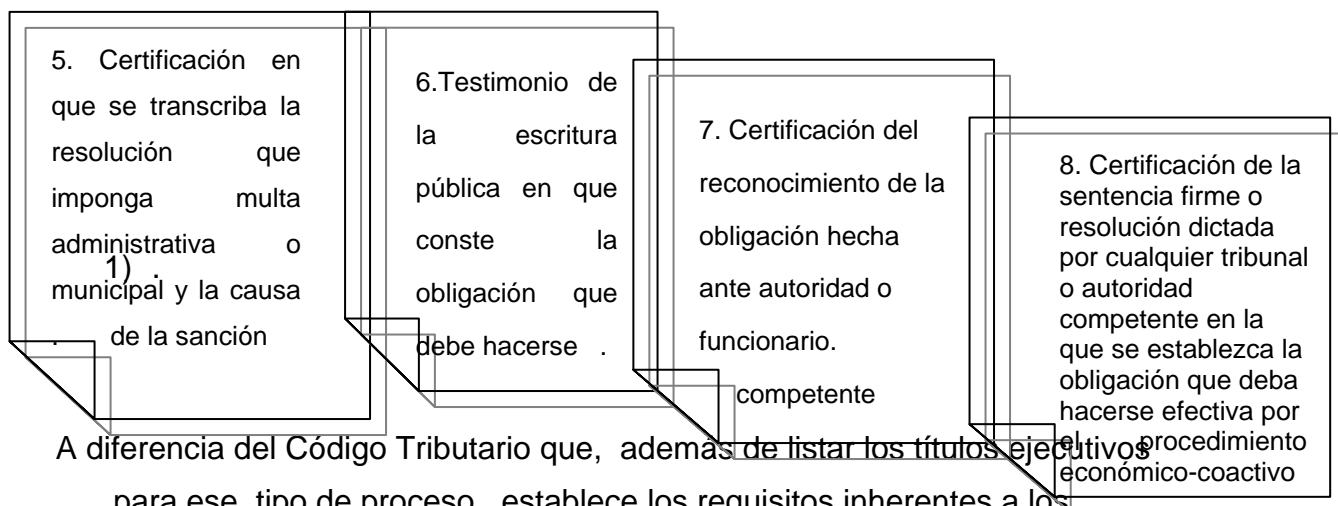 5. Certificación en
que se transcriba la
resolución que
imponga multa
administrativa o
1) .
municipal y la causa
. de la sanción
6.Testimonio de
la escritura
pública en que
conste la
obligación que
debe hacerse .
7. Certificación del
reconocimiento de la
obligación hecha
ante autoridad o
funcionario.
competente
8. Certificación de la
sentencia firme o
resolución dictada
por cualquier tribunal
o autoridad
competente en la
que se establezca la
obligación que deba
hacerse efectiva por
el procedimiento
económico-coactivo
A diferencia del Código Tributario que, además de listar los títulos ejecutivos
para ese tipo de proceso, establece los requisitos inherentes a los